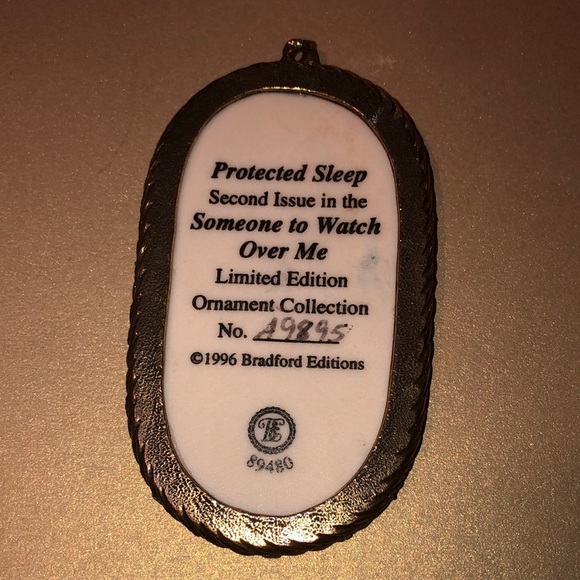 Protected Sleep
Second Issue in the
Someone to Watch
Over Me
Limited Edition
Ornament Collection
No. A9895
©1996 Bradford Editions
BE
89480